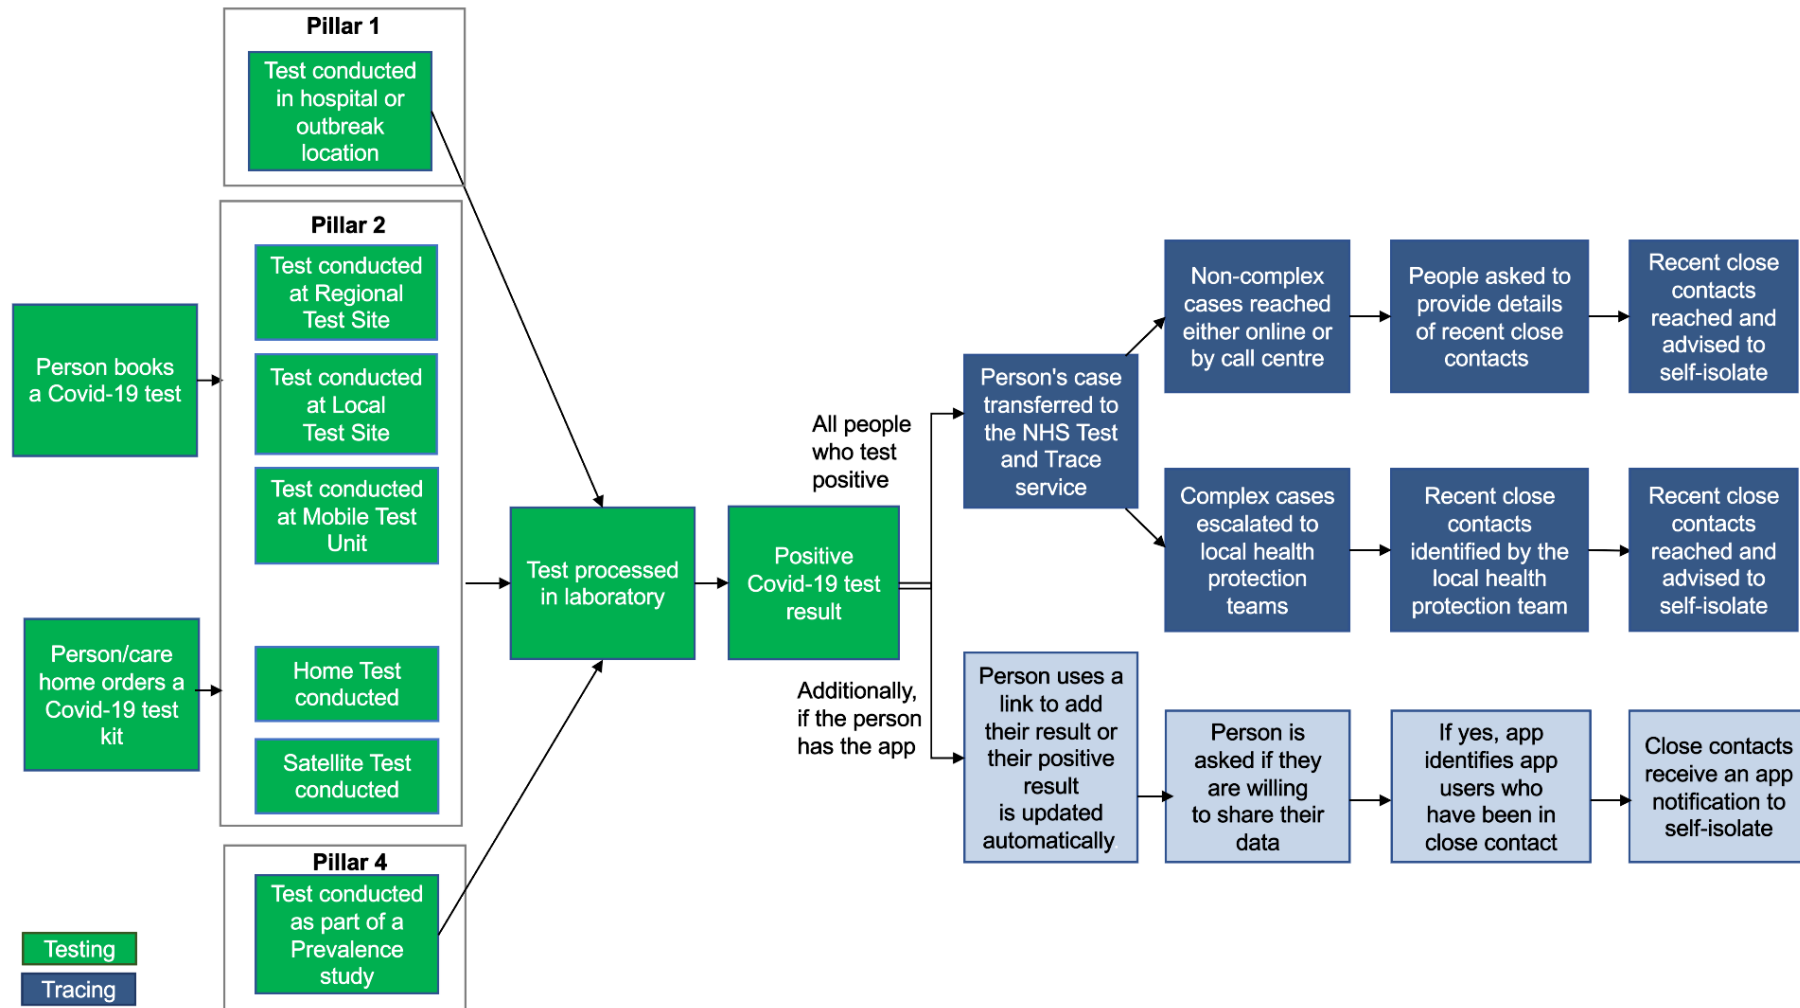 Pillar 1
Test conducted
in hospital or
outbreak
location
Pillar 2
Test conducted
at Regional
Test Site
Test conducted
at Local
Test Site
Test conducted
at Mobile Test
Unit
Home Test
conducted
Satellite Test
conducted
Person books
a Covid-19 test
Person/care
home orders a
Covid-19 test
kit
Pillar 4
Test conducted
as part of a
Prevalence
study
Testing
Tracing
Test processed
in laboratory
Positive
Covid-19 test
result
All people
who test
positive
Additionally,
if the person
has the app
Person's case
transferred to
the NHS Test
and Trace
service
Non-complex
cases reached
either online or
by call centre
People asked to
provide details
of recent close
contacts
Recent close
contacts
reached and
advised to
self-isolate
Complex cases
escalated to
local health
protection
teams
Recent close
contacts
identified by the
local health
protection team
Recent close
contacts
reached and
advised to
self-isolate
Person uses a
link to add
their result or
their positive
result
is updated
automatically
Person is
asked if they
are willing
to share their
data
If yes, app
identifies app
users who
have been in
close contact
Close contacts
receive an app
notification to
self-isolate